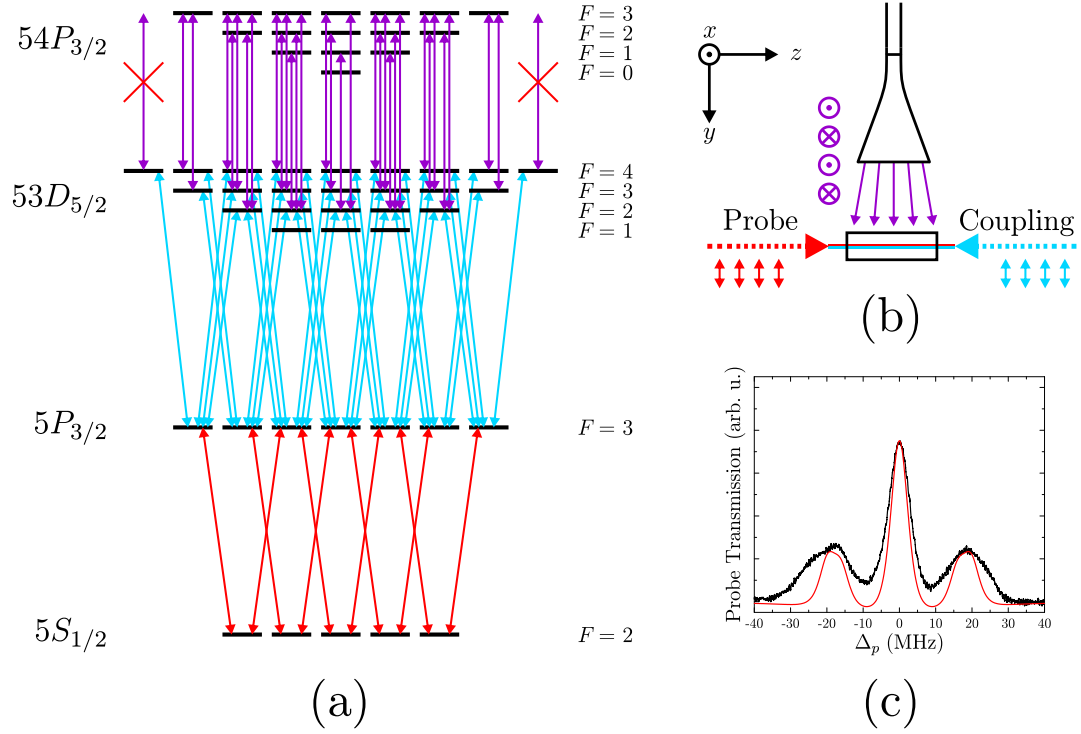 54P3/2
F = 3
F = 2
F = 1
F = 0
53D5/2
F = 4
F = 3
F = 2
F = 1
5P3/2
F = 3
5S1/2
F = 2
(a)
x
z
y
Probe
Coupling
(b)
Probe Transmission (arb. u.)
-40 -30 -20 -10 0 10 20 30 40
Δp (MHz)
(c)